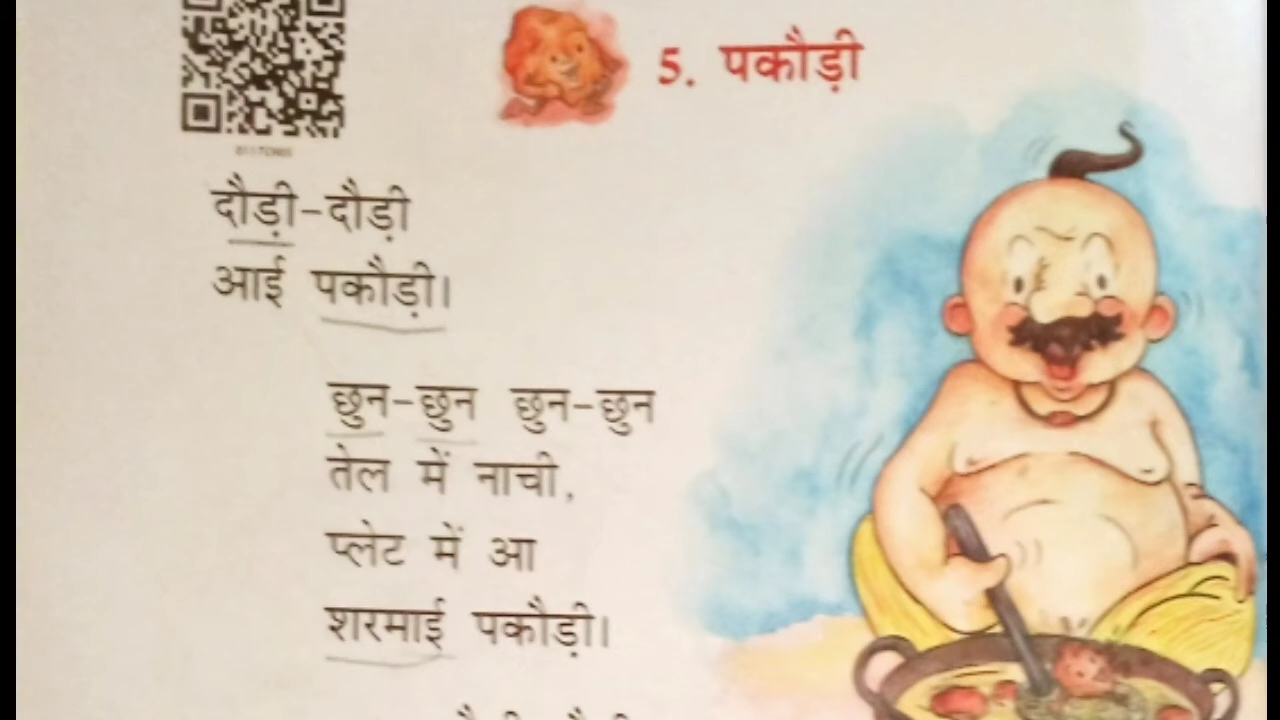 5. पकौड़ी
दौड़ी-दौड़ी
आई पकौड़ी।
छुन-छुन छुन-छुन
तेल में नाची,
प्लेट में आ
शरमाई पकौड़ी।